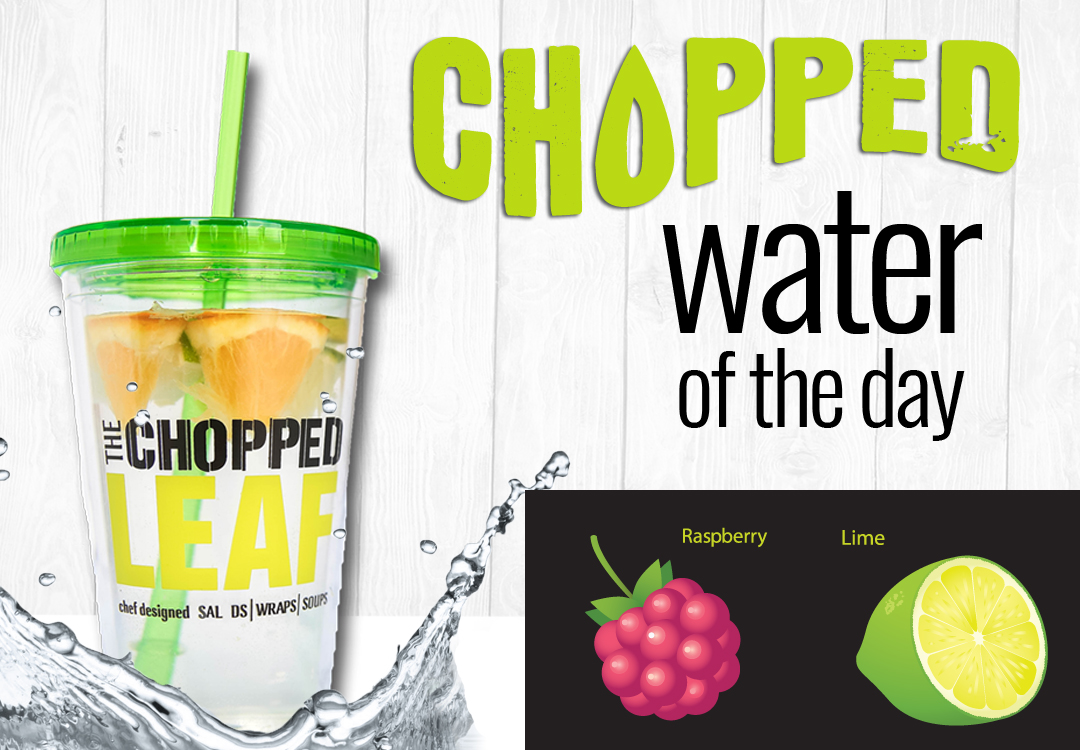 CHOPPED
water
of the day
THE CHOPPED
LEAF
chef designed SAL DS|WRAPS|SOUPS
Raspberry Lime